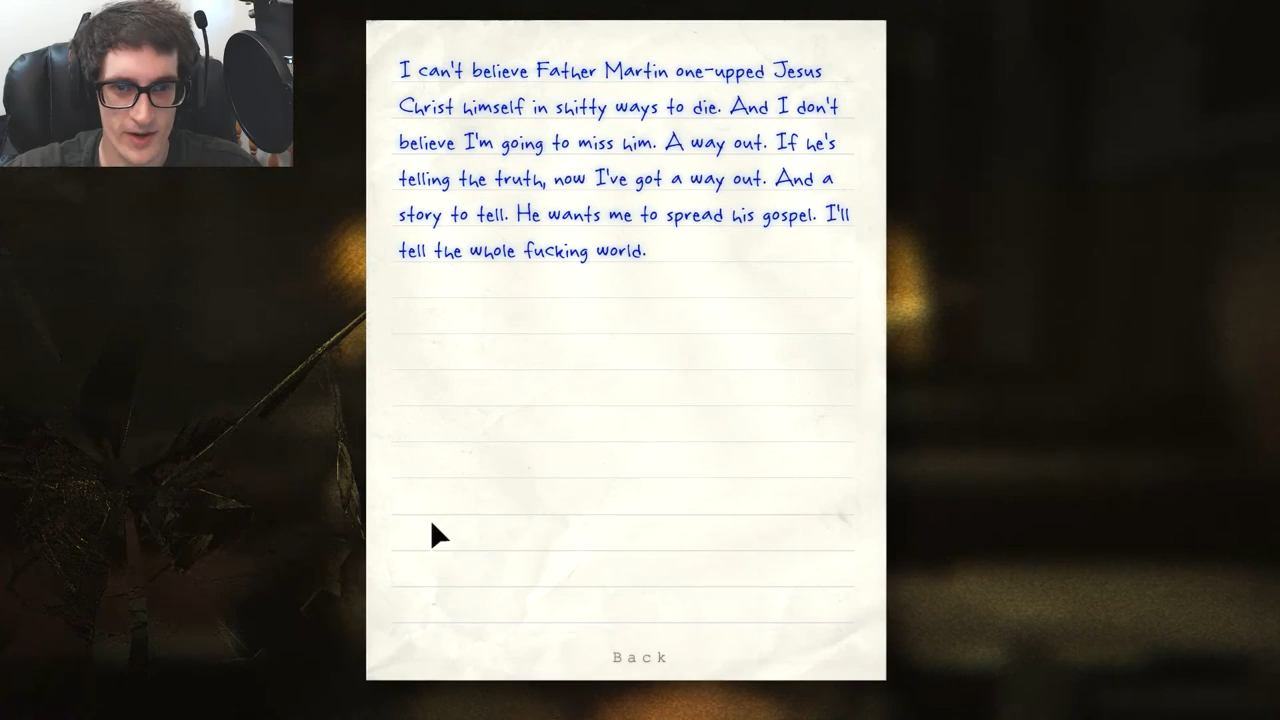 I can't believe Father Martin one-upped Jesus
Christ himself in shitty ways to die. And I don't
believe I'm going to miss him. A way out. If he's
telling the truth, now I've got a way out. And a
story to tell. He wants me to spread his gospel. I'll
tell the whole fucking world.
Back